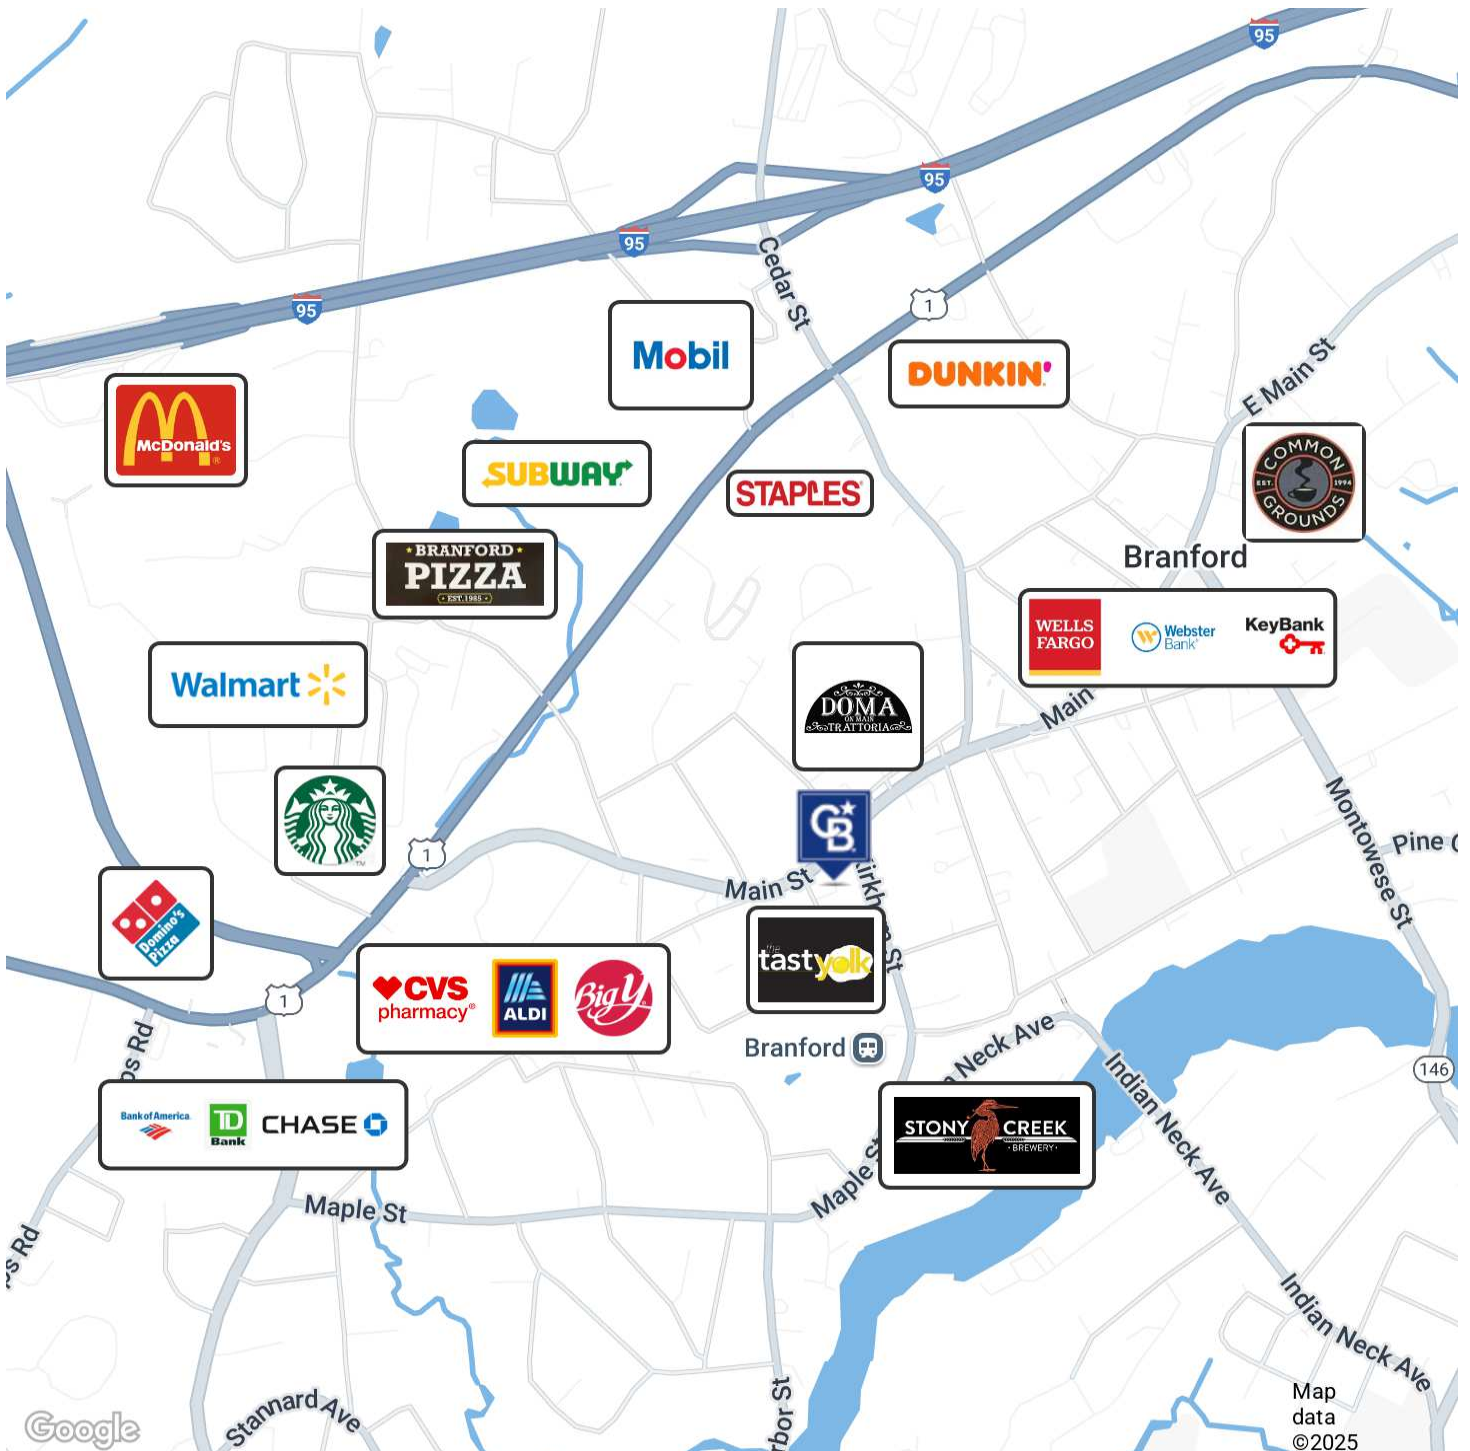 95
95
95
95
Cedar St
1
Mobil
DUNKIN'
E Main St
McDonald's
®
SUBWAY
STAPLES
COMMON
EST. 1994
GROUNDS
BRANFORD
PIZZA
EST. 1985
Branford
WELLS
FARGO
Webster
Bank
KeyBank
Walmart
DOMA
ON MAIN
TRATTORIA
Main
Montowese St
TM
1
Main St
CB
Pine
Domino's
Pizza
CVS
pharmacy®
ALDI
Big Y
the
tastyolk
1
Branford
Neck Ave
Indian Neck Ave
146
Bank of America
TD
Bank
CHASE
STONY CREEK
BREWERY
Maple St
Maple
Rd
Rd
Indian Neck Ave
Stannard Ave
Google
Map
data
©2025